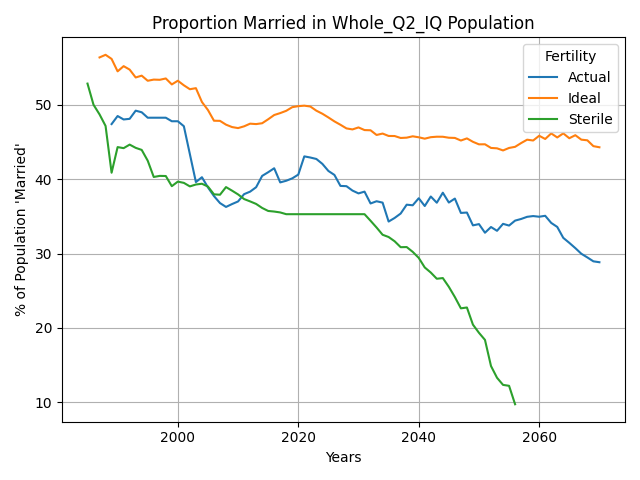 Proportion Married in Whole_Q2_IQ Population
Fertility
Actual
Ideal
Sterile
% of Population 'Married'
50
40
30
20
10
2000
2020
2040
2060
Years